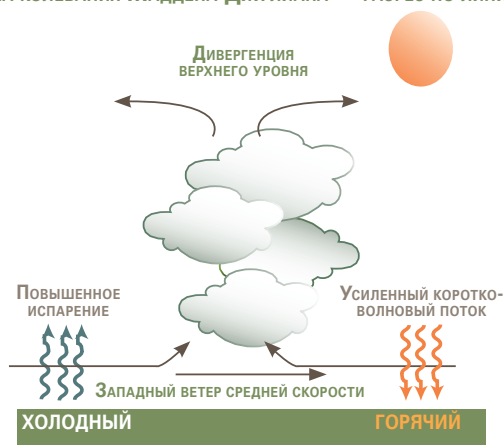 Дивергенция
верхнего уровня
Повышенное
испарение
Усиленный коротко-
волновый поток
Западный ветер средней скорости
ХОЛОДНЫЙ
ГОРЯЧИЙ